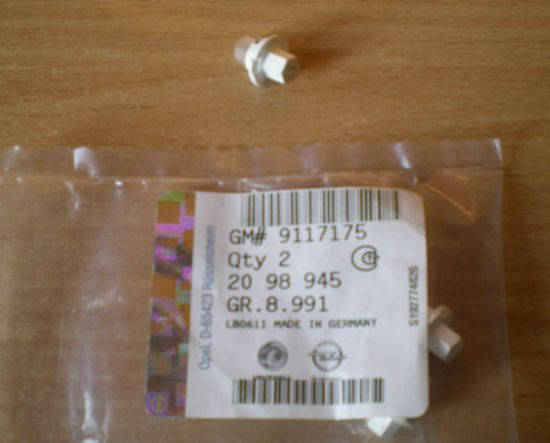 GM# 9117175
Qty 2
20 98 945
GR.8.991
LB0611 MADE IN GERMANY
Opel, D-65423 Rüsselsheim
S192774826